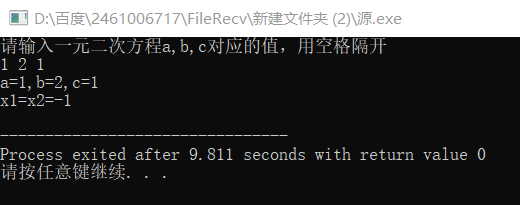 D:\百度\2461006717\FileRecv\新建文件夹 (2)\源.exe
请输入一元二次方程a,b,c对应的值，用空格隔开
1 2 1
a=1,b=2,c=1
x1=x2=-1
--------------------------------
Process exited after 9.811 seconds with return value 0
请按任意键继续. . .